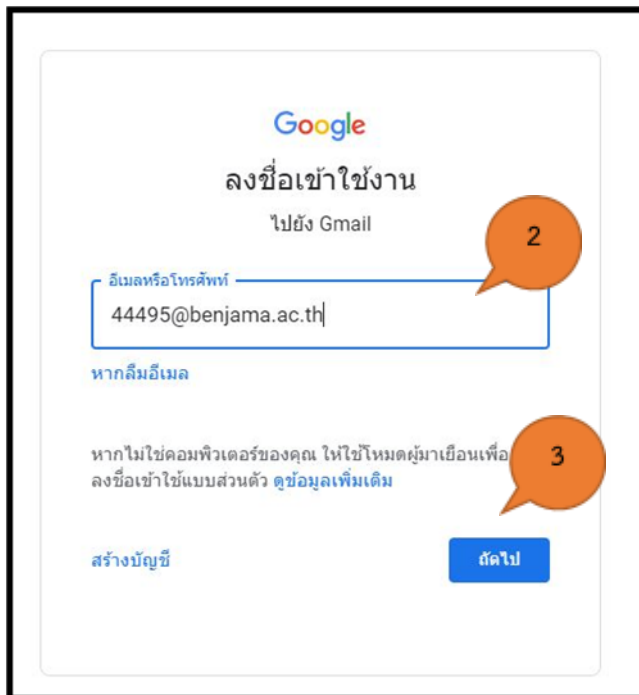 Google
ลงชื่อเข้าใช้งาน
ไปยัง Gmail
2
อีเมลหรือโทรศัพท์
44495@benjama.ac.th
หากลืมอีเมล
หากไม่ใช่คอมพิวเตอร์ของคุณ ให้ใช้โหมดผู้มาเยือนเพื่อ
3
ลงชื่อเข้าใช้แบบส่วนตัว ดูข้อมูลเพิ่มเติม
สร้างบัญชี
ถัดไป